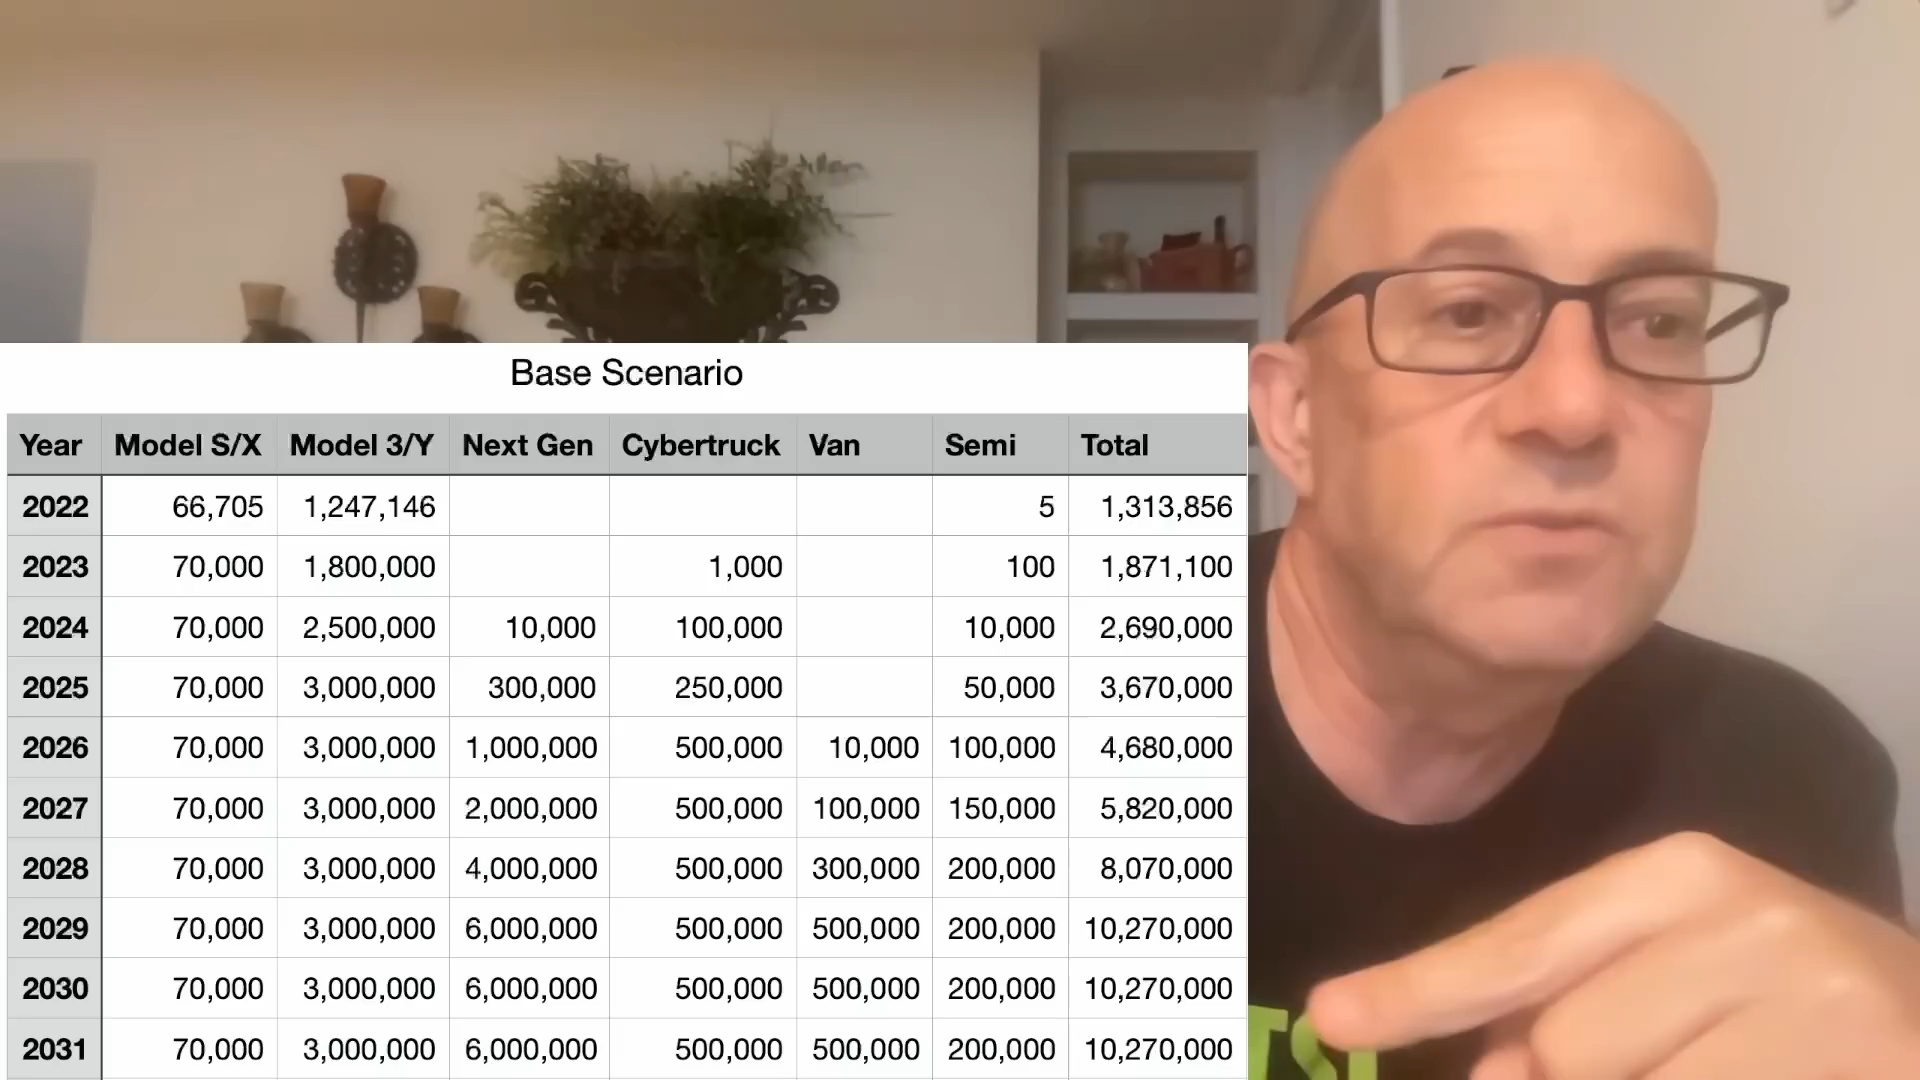 Base Scenario
Year Model S/X Model 3/Y Next Gen Cybertruck Van Semi Total
2022 66,705 1,247,146 5 1,313,856
2023 70,000 1,800,000 1,000 100 1,871,100
2024 70,000 2,500,000 10,000 100,000 10,000 2,690,000
2025 70,000 3,000,000 300,000 250,000 50,000 3,670,000
2026 70,000 3,000,000 1,000,000 500,000 10,000 100,000 4,680,000
2027 70,000 3,000,000 2,000,000 500,000 100,000 150,000 5,820,000
2028 70,000 3,000,000 4,000,000 500,000 300,000 200,000 8,070,000
2029 70,000 3,000,000 6,000,000 500,000 500,000 200,000 10,270,000
2030 70,000 3,000,000 6,000,000 500,000 500,000 200,000 10,270,000
2031 70,000 3,000,000 6,000,000 500,000 500,000 200,000 10,270,000